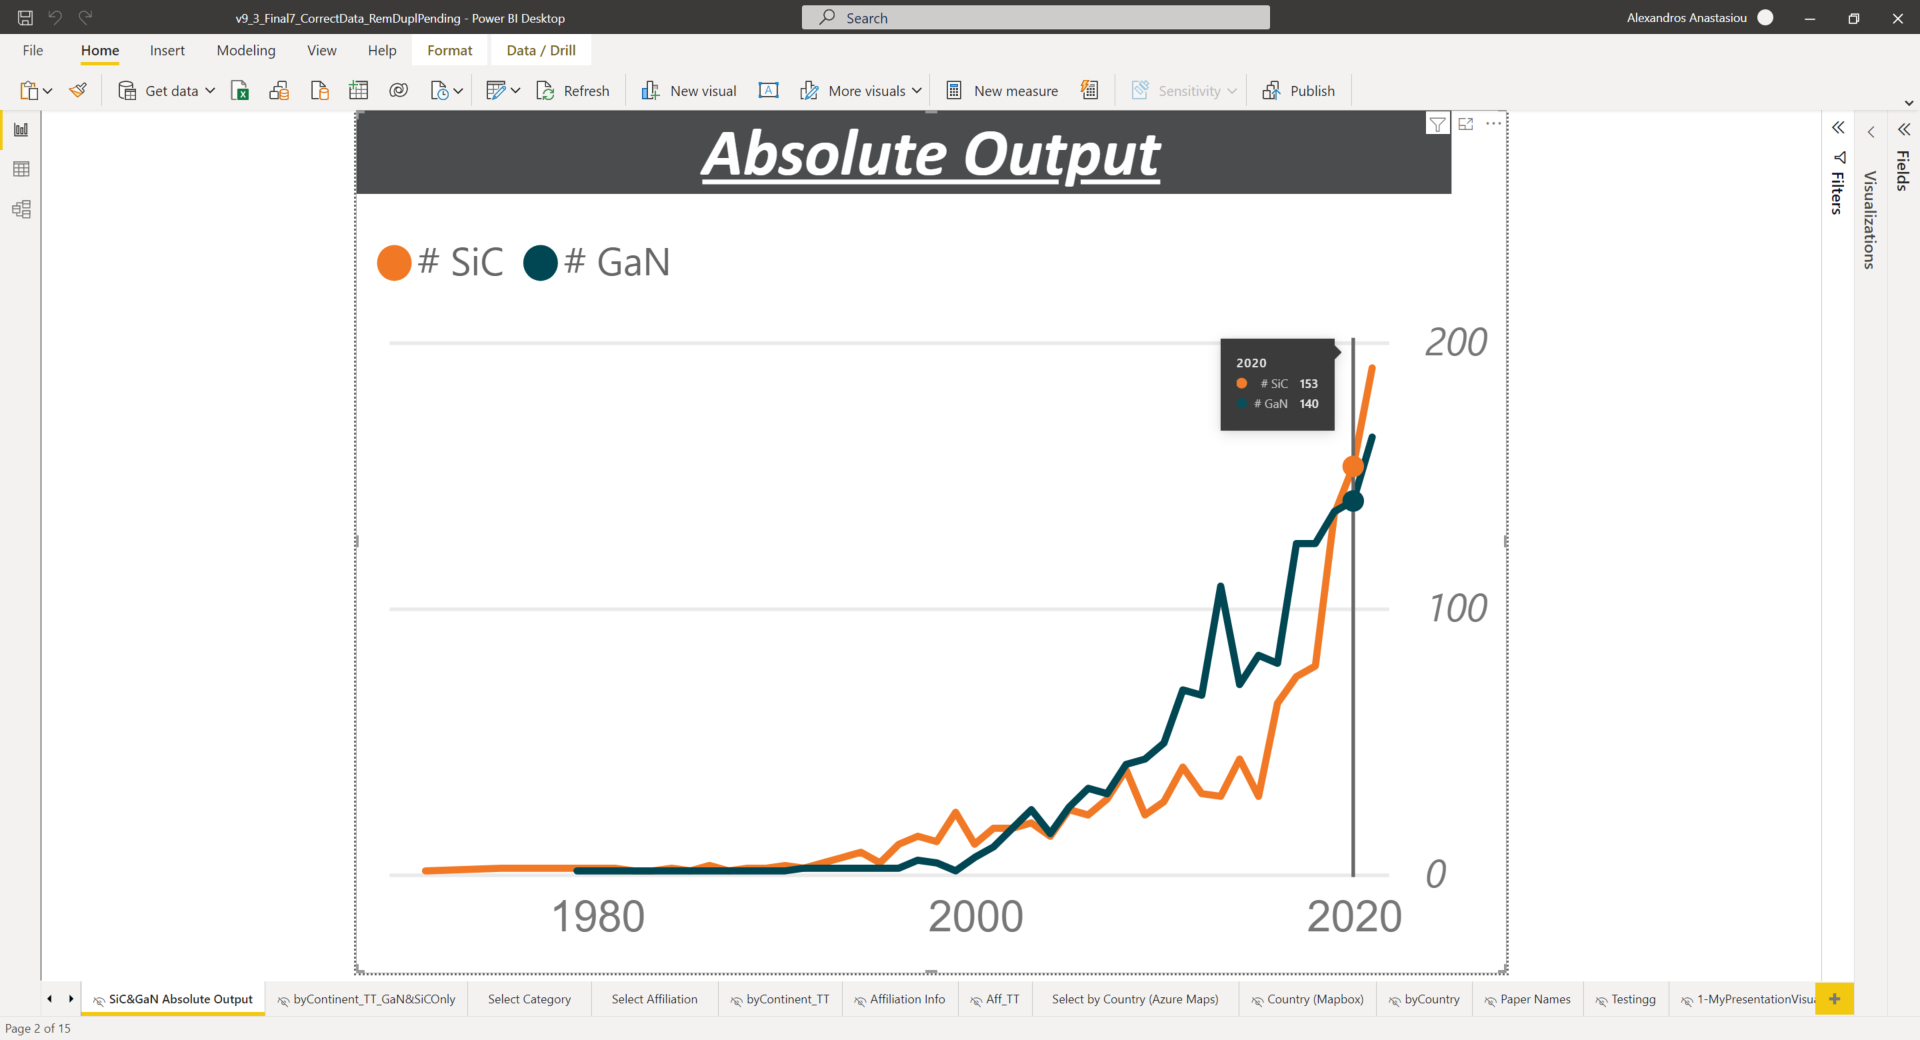 v9_3_Final7_CorrectData_RemDuplPending - Power BI Desktop
Search
Alexandros Anastasiou
File Home Insert Modeling View Help Format Data / Drill
Get data Refresh New visual A More visuals New measure Sensitivity Publish
Absolute Output
# SiC # GaN
200
2020
# SiC 153
# GaN 140
100
0
1980 2000 2020
Filters
Visualizations
Fields
SiC&GaN Absolute Output byContinent_TT_GaN&SiCOnly Select Category Select Affiliation byContinent_TT Affiliation Info Aff_TT Select by Country (Azure Maps) Country (Mapbox) byCountry Paper Names Testingg 1-MyPresentationVisu
Page 2 of 15